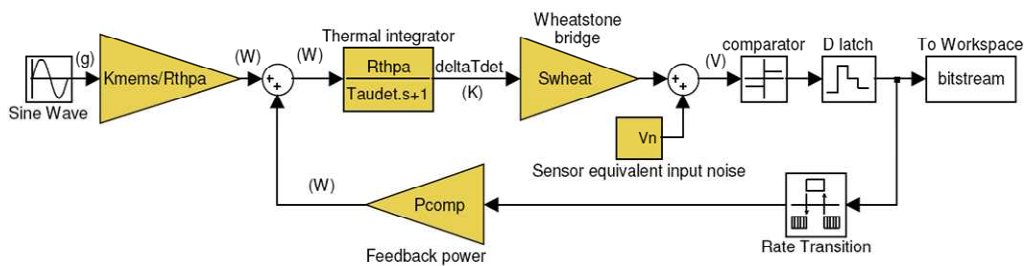 Wheatstone
bridge
Thermal integrator
comparator
D latch
To Workspace
(g)
(W)
(W)
(V)
Kmems/Rthpa
+
+
Rthpa
Taudet.s+1
deltaTdet
(K)
Swheat
+
+
bitstream
Sine Wave
Vn
Sensor equivalent input noise
(W)
Pcomp
Feedback power
Rate Transition